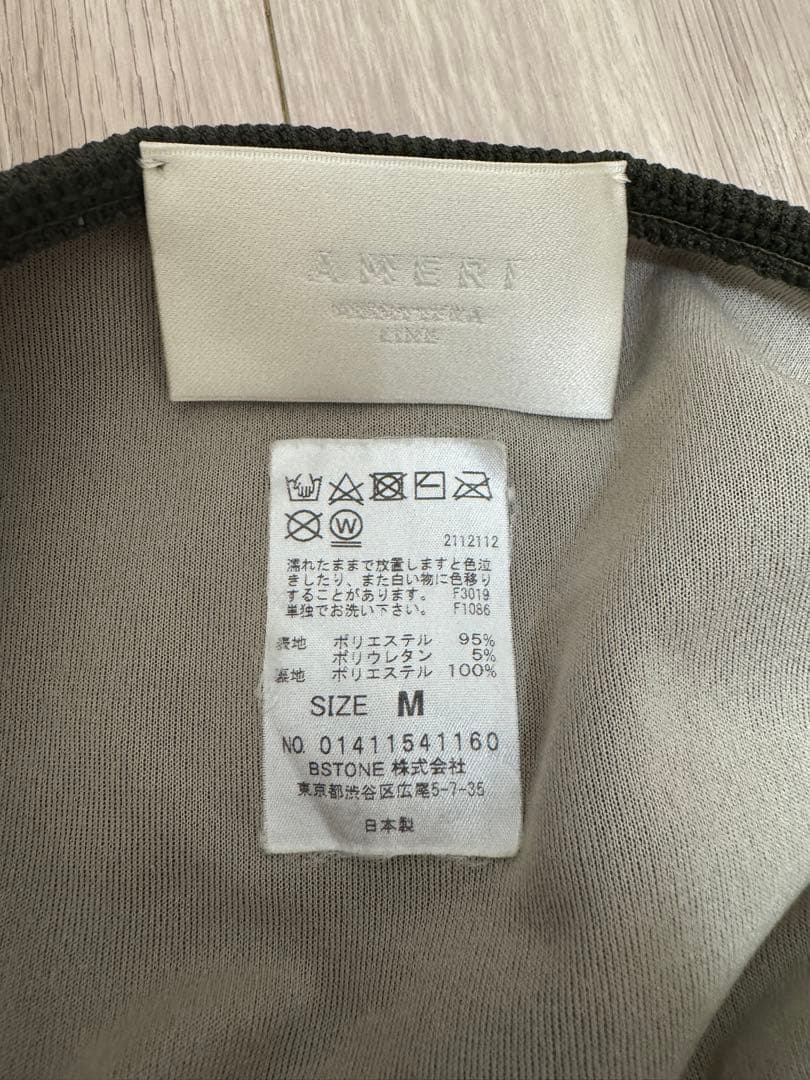 AMERI
LINE
W
2112112
濡れたままで放置しますと色泣
きしたり、また白い物に色移り
することがあります。 F3019
単独でお洗い下さい。 F1086
表地 ポリエステル 95%
ポリウレタン 5%
裏地 ポリエステル 100%
SIZE M
NO. 01411541160
BSTONE 株式会社
東京都渋谷区広尾5-7-35
日本製